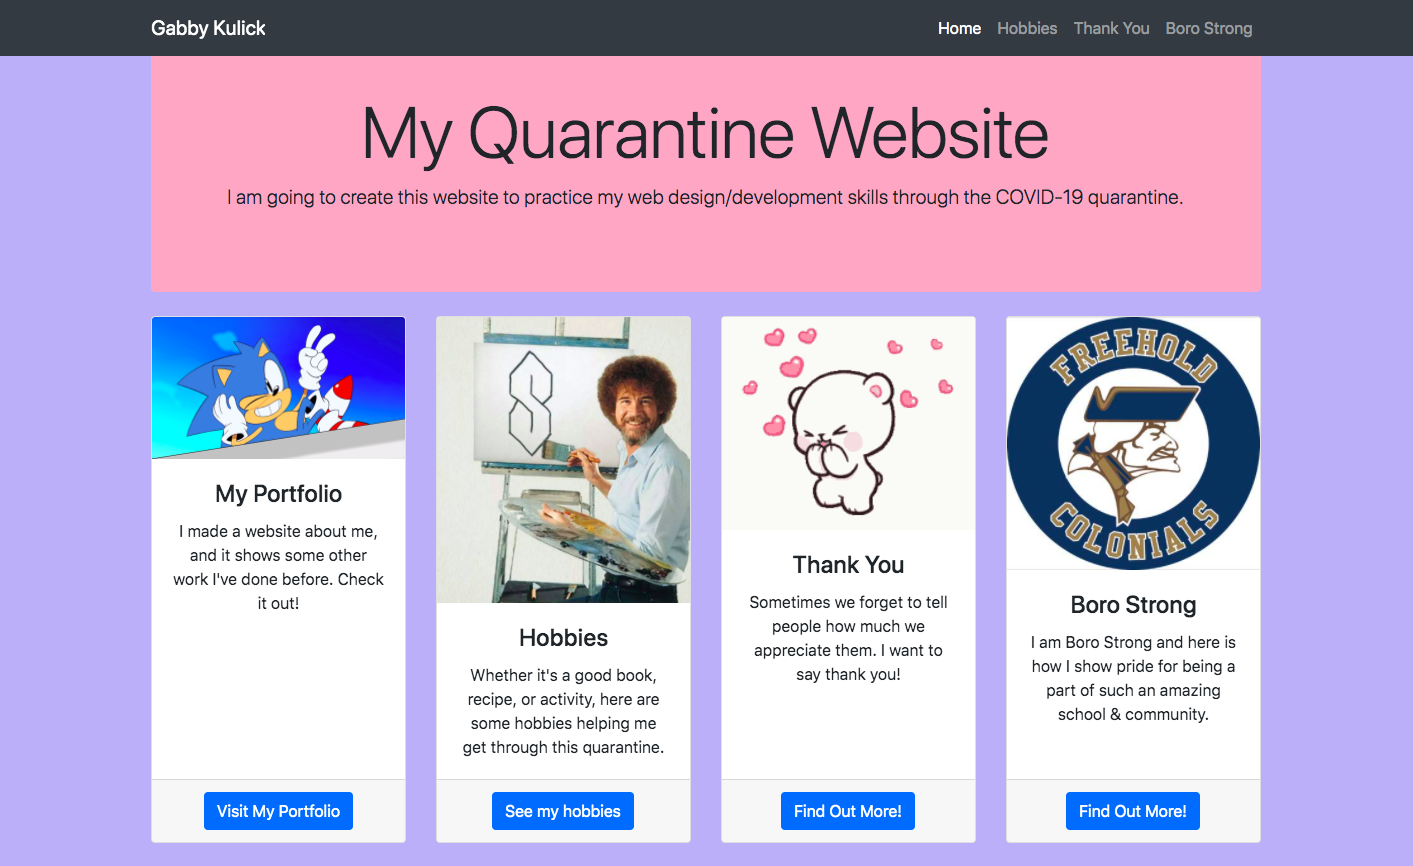 Gabby Kulick
Home Hobbies Thank You Boro Strong
My Quarantine Website
I am going to create this website to practice my web design/development skills through the COVID-19 quarantine.
My Portfolio
I made a website about me,
and it shows some other
work I've done before. Check
it out!
Visit My Portfolio
Hobbies
Whether it's a good book,
recipe, or activity, here are
some hobbies helping me
get through this quarantine.
See my hobbies
Thank You
Sometimes we forget to tell
people how much we
appreciate them. I want to
say thank you!
Find Out More!
FREEHOLD
COLONIALS
Boro Strong
I am Boro Strong and here is
how I show pride for being a
part of such an amazing
school & community.
Find Out More!